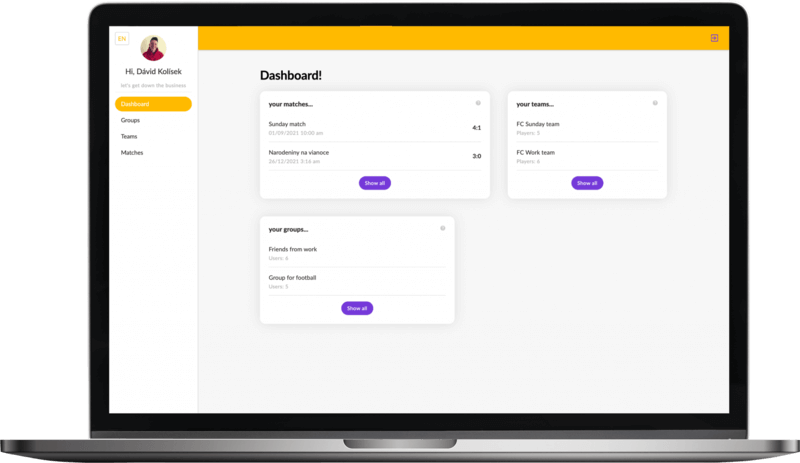 EN
Hi, Dávid Kolísek
let's get down the business
Dashboard
Groups
Teams
Matches
Dashboard!
your matches...
Sunday match
01/09/2021 10:00 am
4:1
Narodeniny na vianoce
26/12/2021 3:16 am
3:0
Show all
your teams...
FC Sunday team
Players: 5
FC Work team
Players: 6
Show all
your groups...
Friends from work
Users: 6
Group for football
Users: 5
Show all